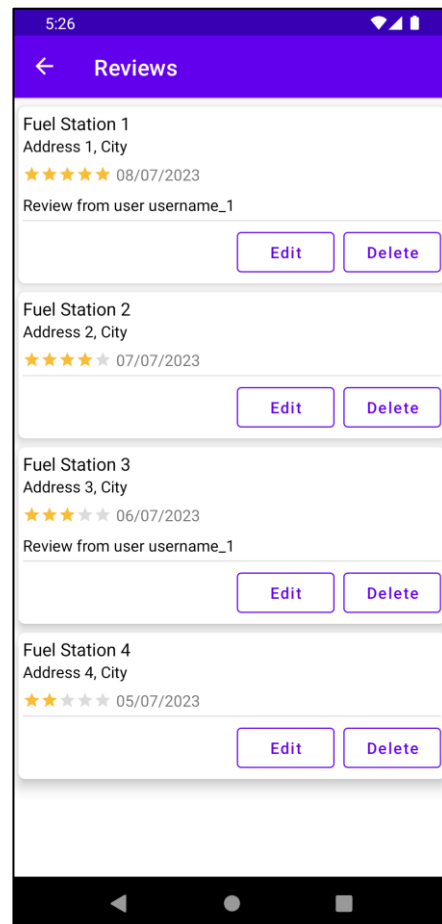 5:26
Reviews
Fuel Station 1
Address 1, City
08/07/2023
Review from user username_1
Edit Delete
Fuel Station 2
Address 2, City
07/07/2023
Edit Delete
Fuel Station 3
Address 3, City
06/07/2023
Review from user username_1
Edit Delete
Fuel Station 4
Address 4, City
05/07/2023
Edit Delete